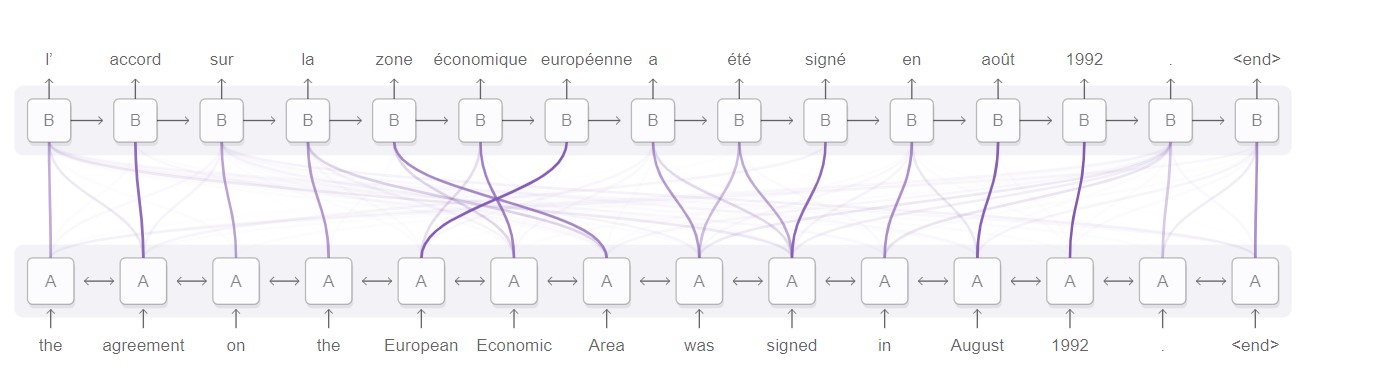 l’ accord sur la zone économique européenne a été signé en août 1992 . <end>
B B B B B B B B B B B B B B B
A A A A A A A A A A A A A A
the agreement on the European Economic Area was signed in August 1992 . <end>